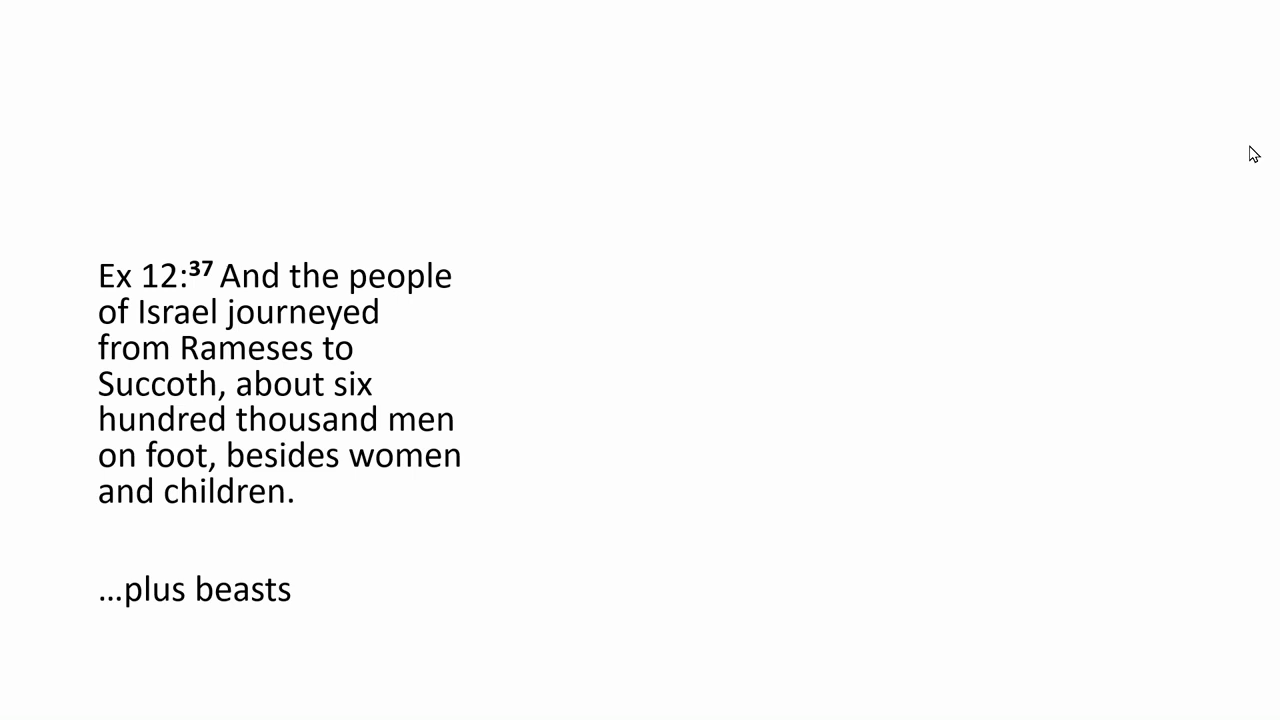 Ex 12:³⁷ And the people
of Israel journeyed
from Rameses to
Succoth, about six
hundred thousand men
on foot, besides women
and children.
…plus beasts